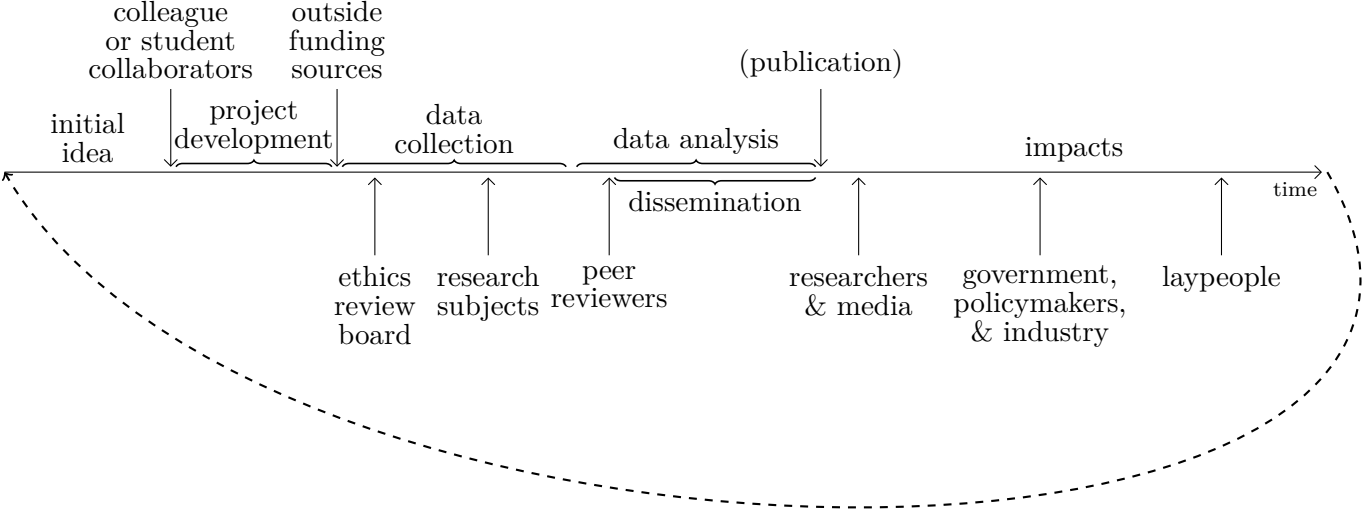 colleague
or student
collaborators
outside
funding
sources
(publication)
initial
idea
project
development
data
collection
data analysis
impacts
time
dissemination
ethics
review
board
research
subjects
peer
reviewers
researchers
& media
government,
policymakers,
& industry
laypeople